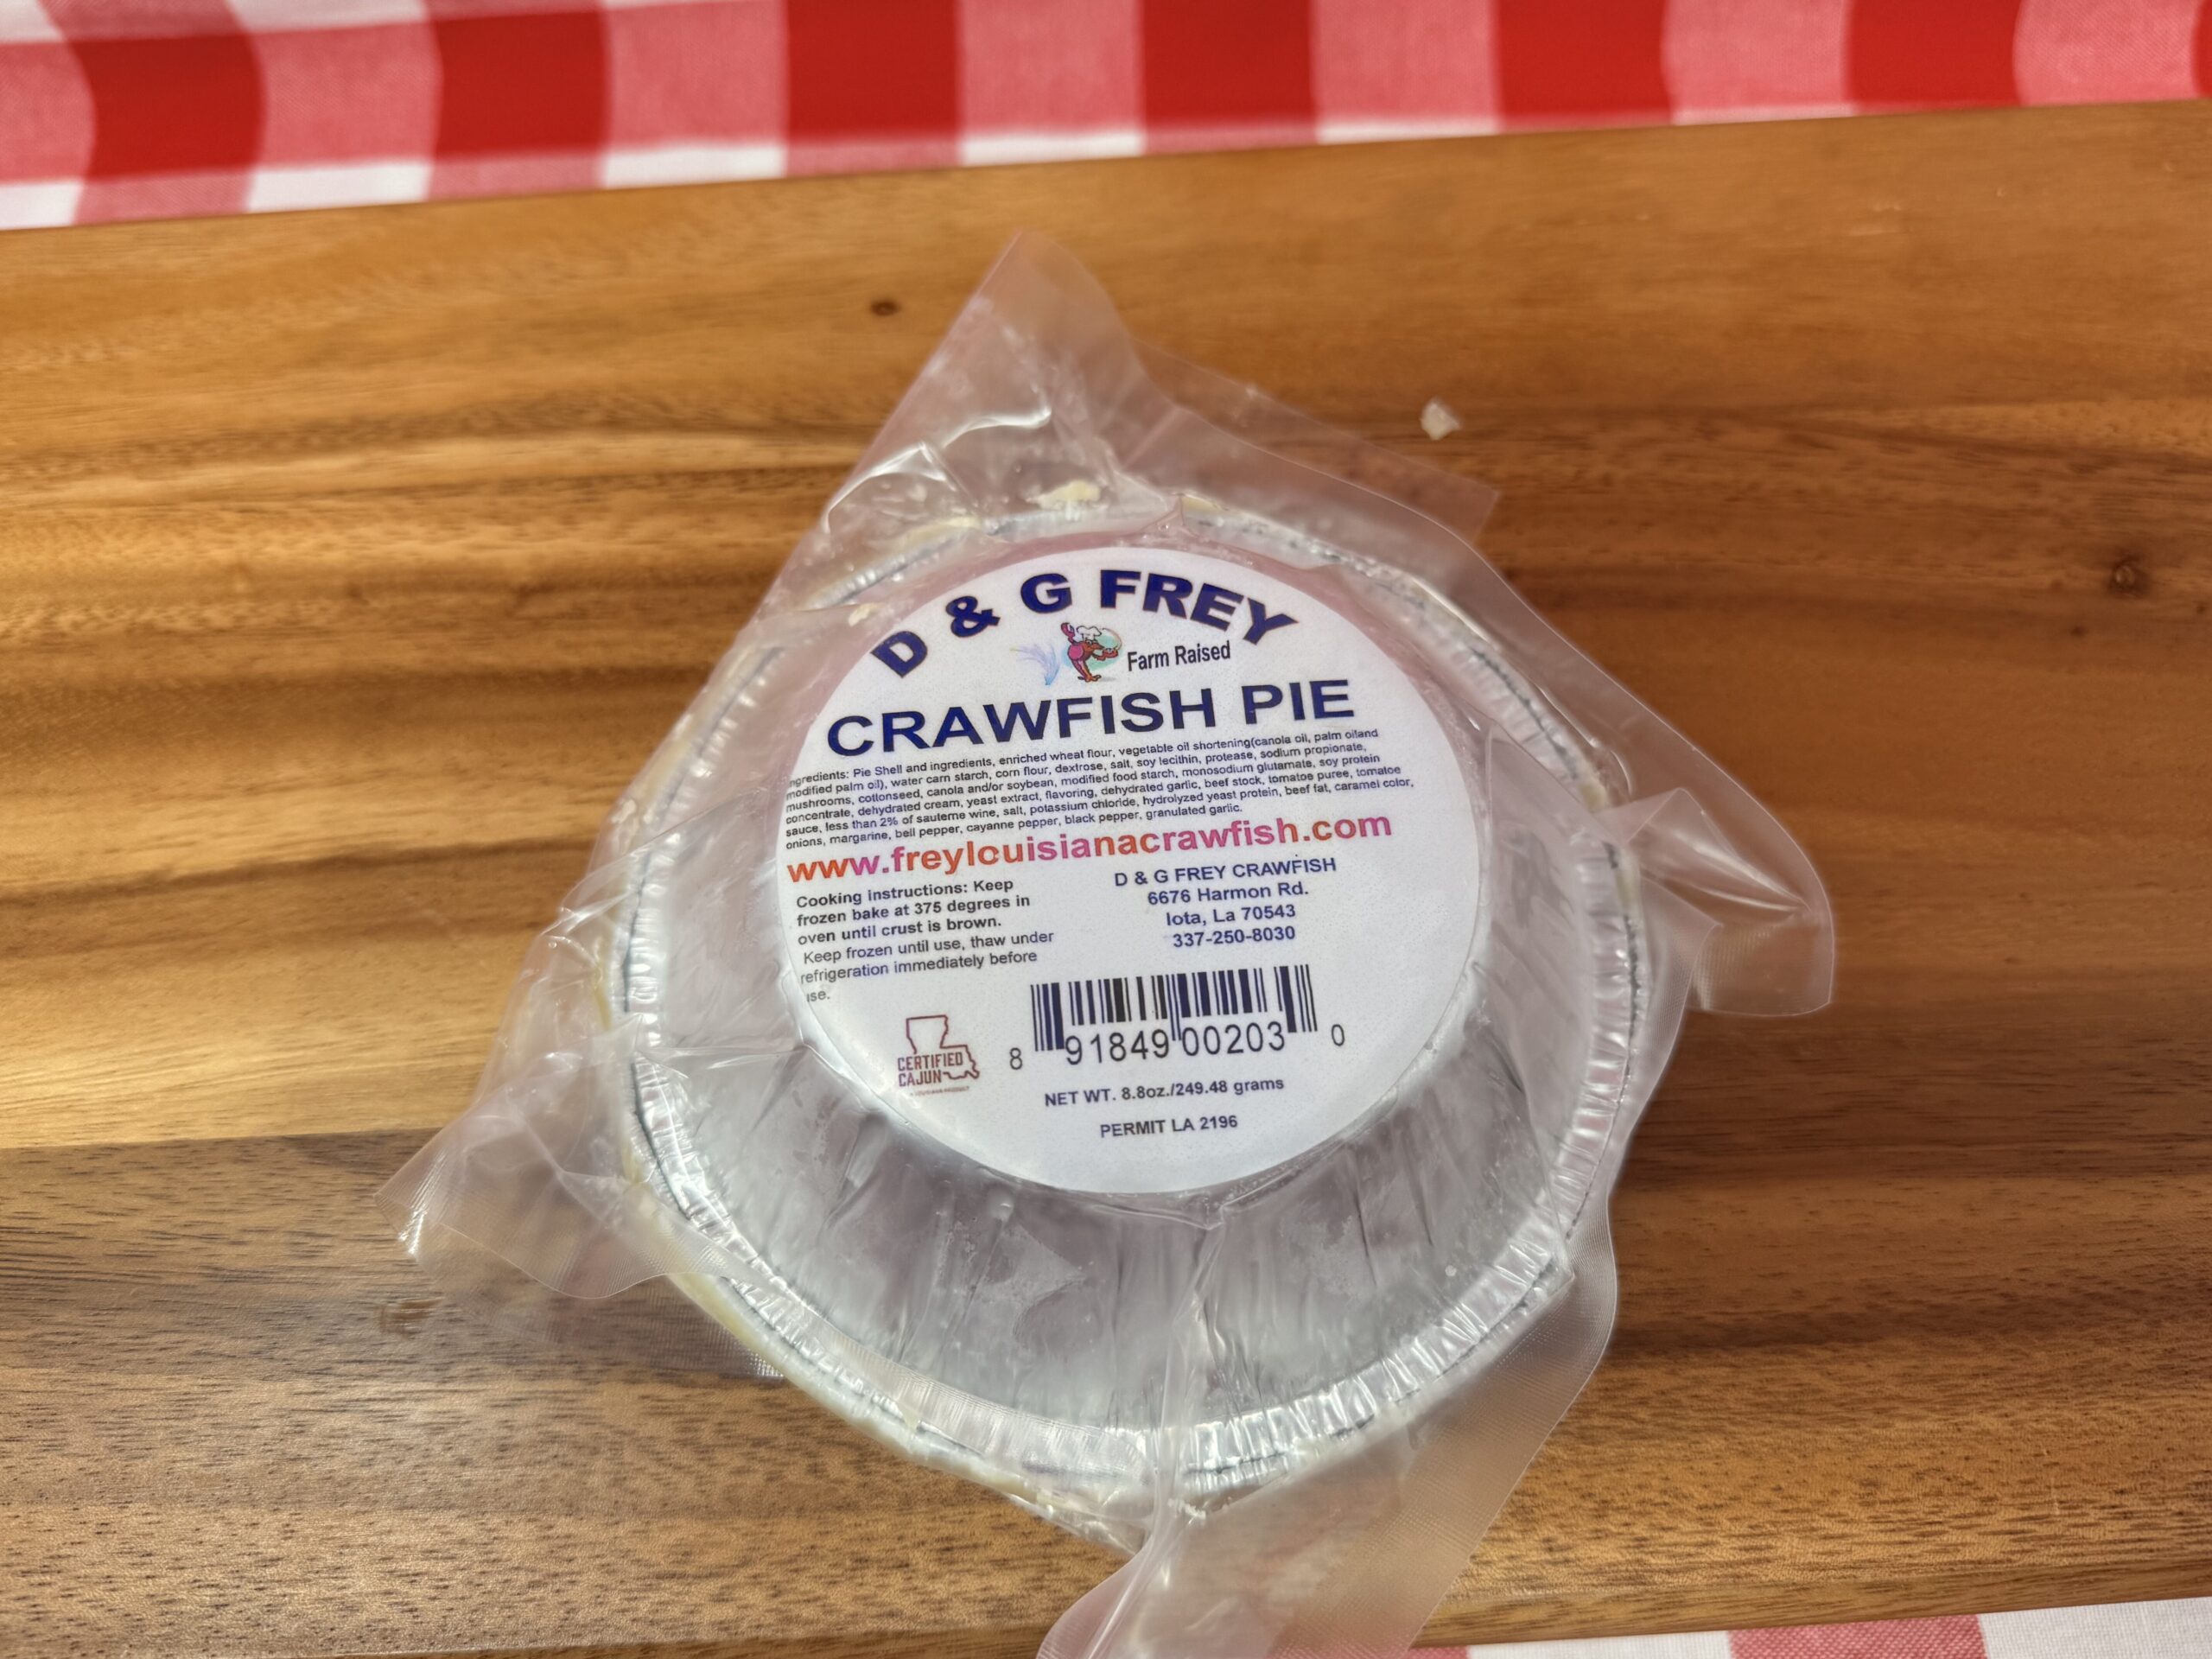 D & G FREY
Farm Raised
CRAWFISH PIE
ngredients: Pie Shell and ingredients, enriched wheat flour, vegetable oil shortening(canola oil, palm oiland
modified palm oil), water carn starch, corn flour, dextrose, salt, soy lecithin, protease, sodium propionate,
mushrooms, cottonseed, canola and/or soybean, modified food starch, monosodium glutamate, soy protein
concentrate, dehydrated cream, yeast extract, flavoring, dehydrated garlic, beef stock, tomatoe puree, tomatoe
sauce, less than 2% of sauterne wine, salt, potassium chloride, hydrolyzed yeast protein, beef fat, caramel color,
onions, margarine, bell pepper, cayanne pepper, black pepper, granulated garlic.
www.freylouisianacrawfish.com
Cooking instructions: Keep
frozen bake at 375 degrees in
oven until crust is brown.
Keep frozen until use, thaw under
refrigeration immediately before
use.
D & G FREY CRAWFISH
6676 Harmon Rd.
Iota, La 70543
337-250-8030
CERTIFIED
CAJUN
8 91849 00203 0
NET WT. 8.8oz./249.48 grams
PERMIT LA 2196